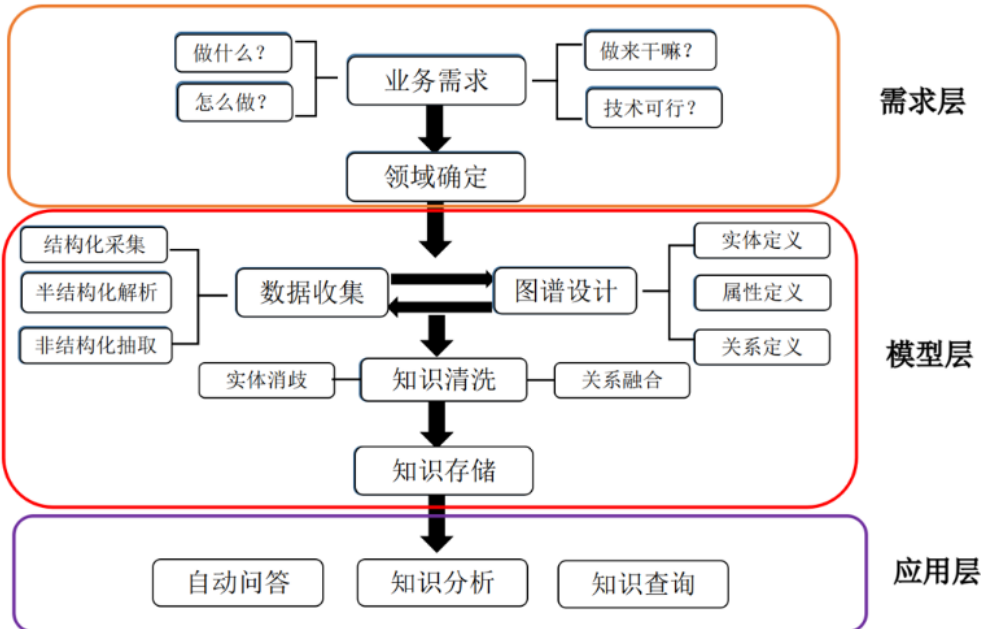 做什么？
业务需求
做来干嘛？
怎么做？
技术可行？
需求层
领域确定
结构化采集
实体定义
半结构化解析
数据收集
图谱设计
属性定义
非结构化抽取
关系定义
模型层
实体消歧
知识清洗
关系融合
知识存储
自动问答
知识分析
知识查询
应用层